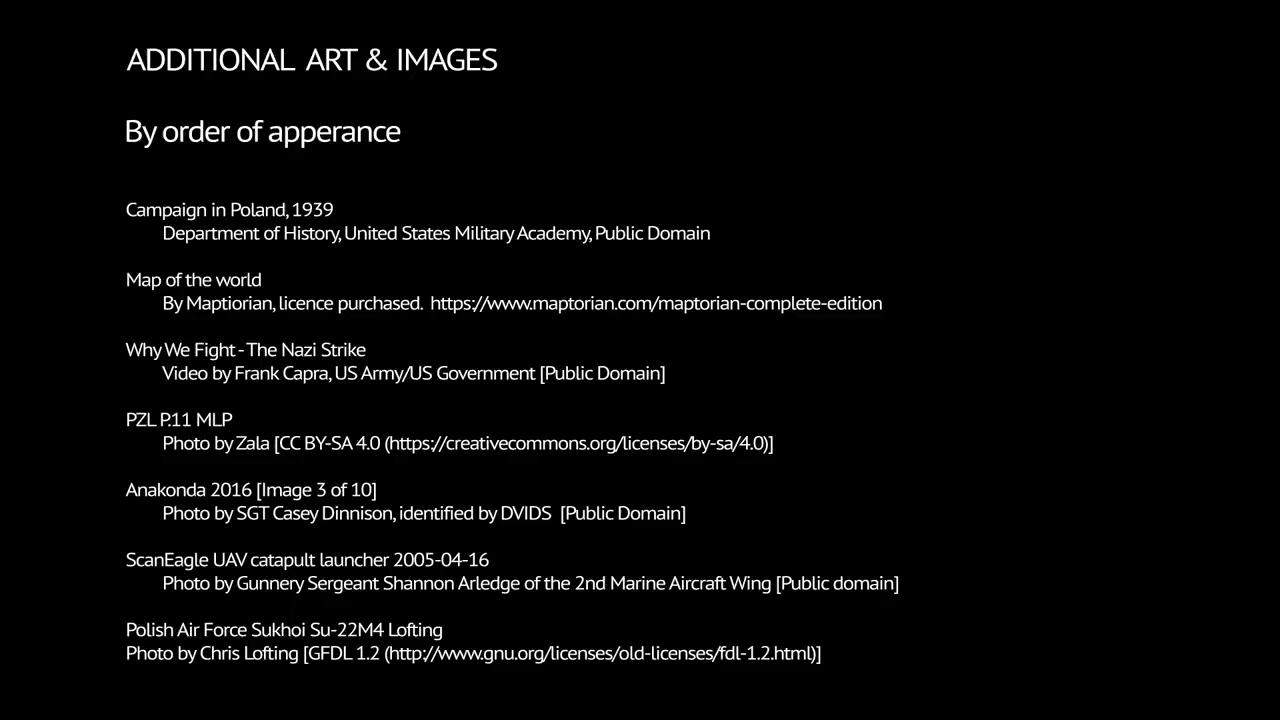 ADDITIONAL ART & IMAGES
By order of apperance
Campaign in Poland, 1939
Department of History, United States Military Academy, Public Domain
Map of the world
By Maptiorian, licence purchased. https://www.maptorian.com/maptorian-complete-edition
Why We Fight - The Nazi Strike
Video by Frank Capra, US Army/US Government [Public Domain]
PZL P.11 MLP
Photo by Zala [CC BY-SA 4.0 (https://creativecommons.org/licenses/by-sa/4.0)]
Anakonda 2016 [Image 3 of 10]
Photo by SGT Casey Dinnison, identified by DVIDS [Public Domain]
ScanEagle UAV catapult launcher 2005-04-16
Photo by Gunnery Sergeant Shannon Arledge of the 2nd Marine Aircraft Wing [Public domain]
Polish Air Force Sukhoi Su-22M4 Lofting
Photo by Chris Lofting [GFDL 1.2 (http://www.gnu.org/licenses/old-licenses/fdl-1.2.html)]